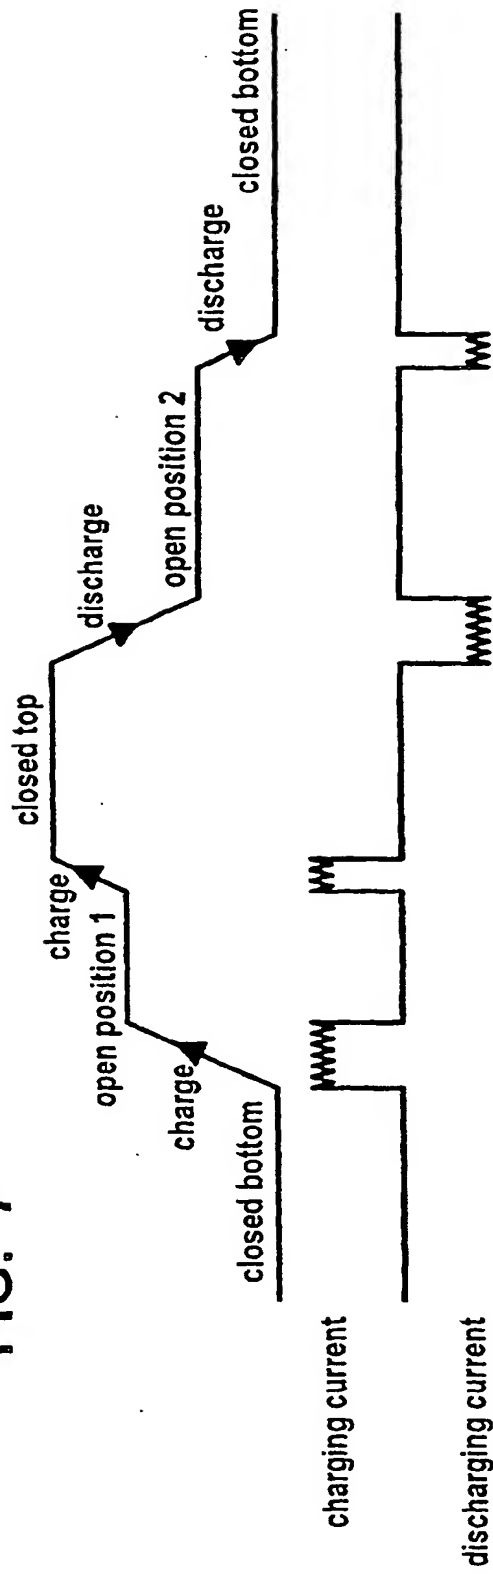 closed bottom
charge
open position 1
charge
closed top
discharge
open position 2
discharge
closed bottom
charging current
discharging current